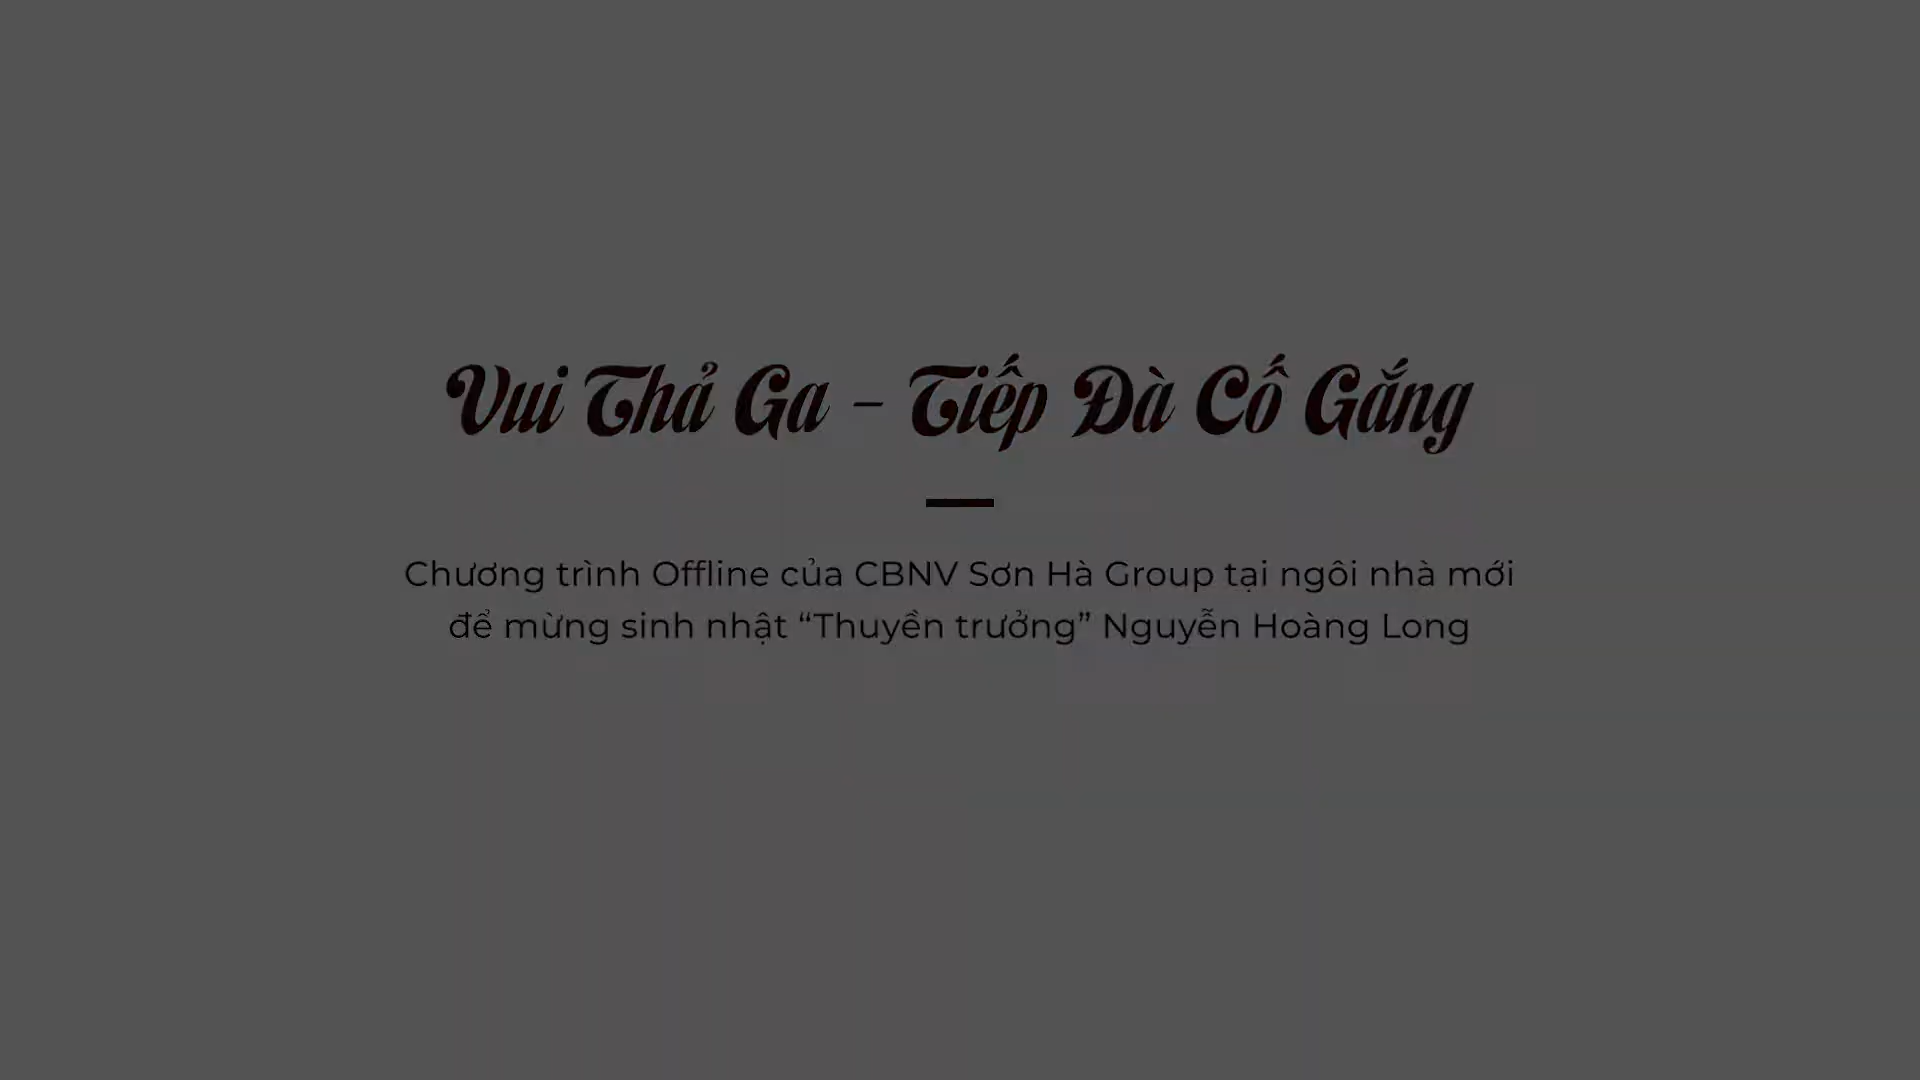 Vui Thả Ga - Tiếp Đà Cố Gắng
Chương trình Offline của CBNV Sơn Hà Group tại ngôi nhà mới
để mừng sinh nhật “Thuyền trưởng” Nguyễn Hoàng Long